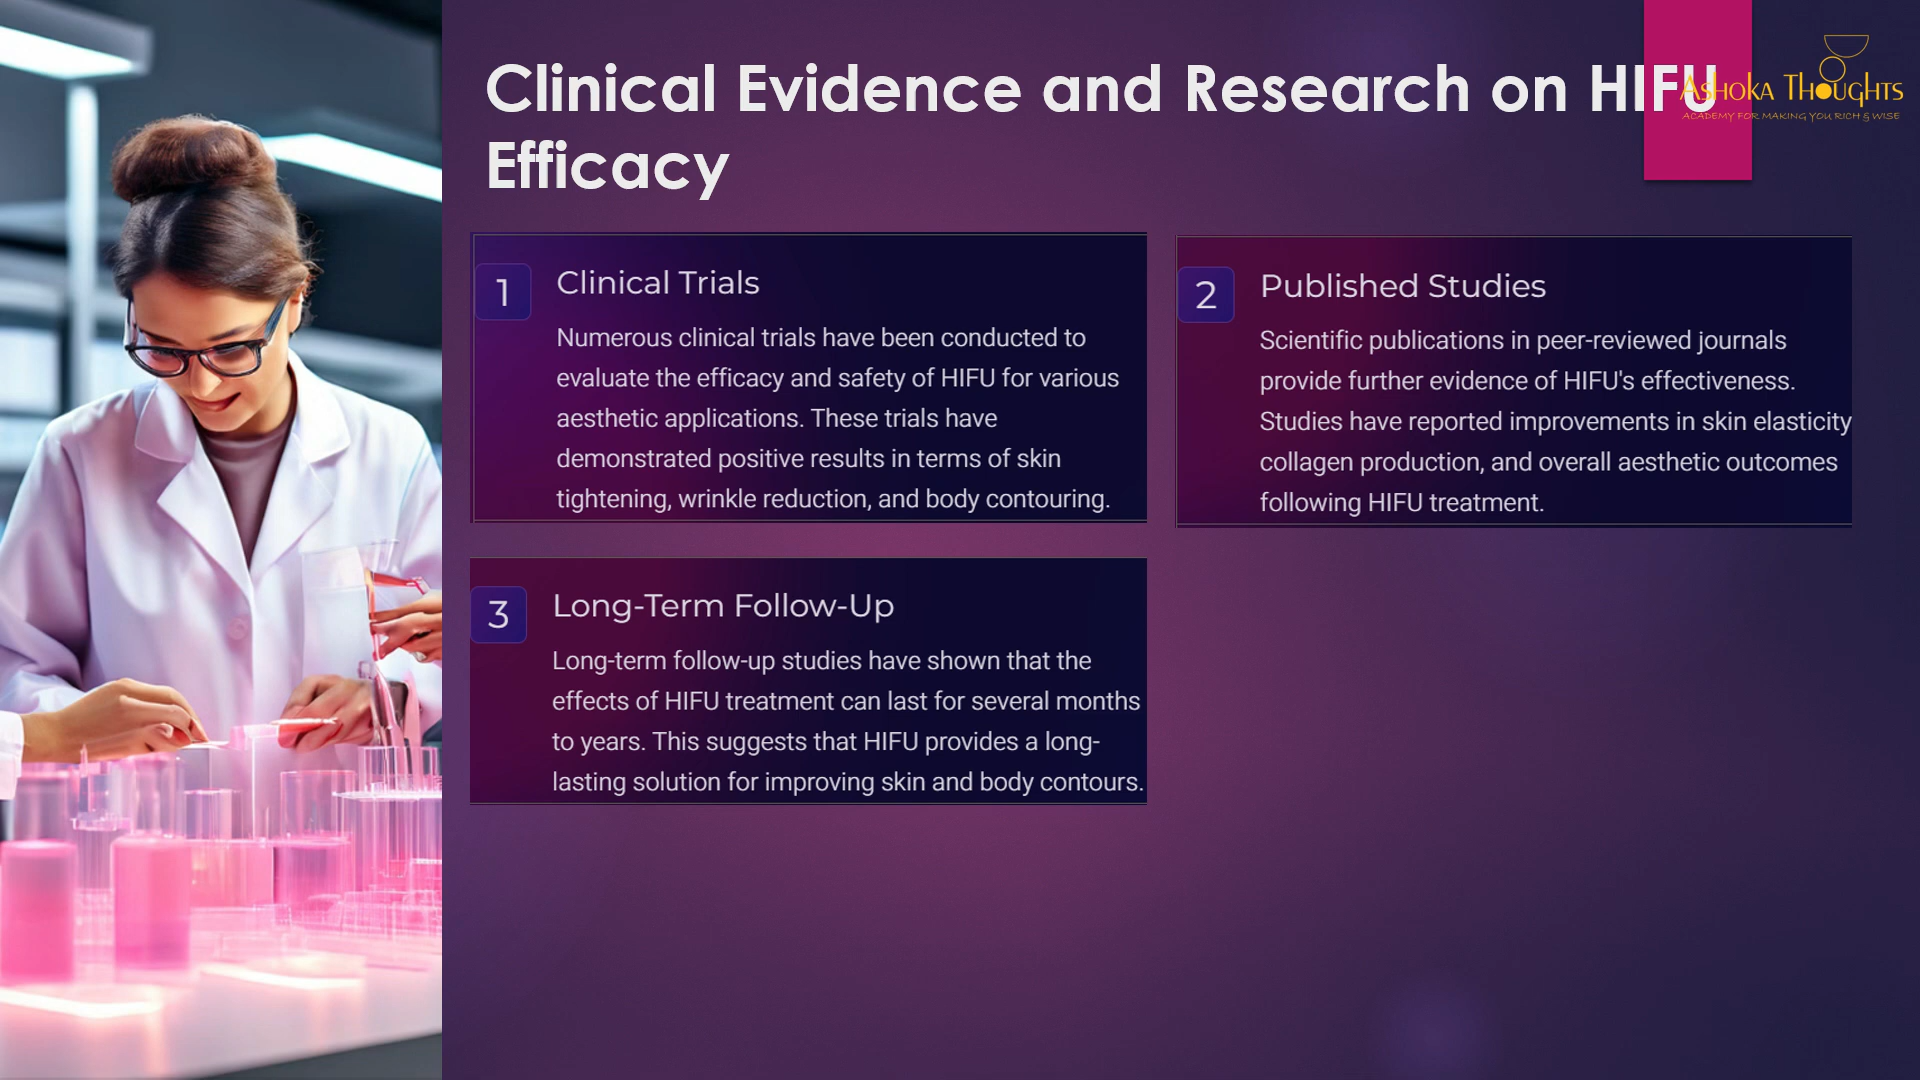 Clinical Evidence and Research on HIFU
Efficacy
ASHOKA THOUGHTS
ACADEMY FOR MAKING YOU RICH & WISE
1
Clinical Trials
Numerous clinical trials have been conducted to
evaluate the efficacy and safety of HIFU for various
aesthetic applications. These trials have
demonstrated positive results in terms of skin
tightening, wrinkle reduction, and body contouring.
2
Published Studies
Scientific publications in peer-reviewed journals
provide further evidence of HIFU's effectiveness.
Studies have reported improvements in skin elasticity
collagen production, and overall aesthetic outcomes
following HIFU treatment.
3
Long-Term Follow-Up
Long-term follow-up studies have shown that the
effects of HIFU treatment can last for several months
to years. This suggests that HIFU provides a long-
lasting solution for improving skin and body contours.